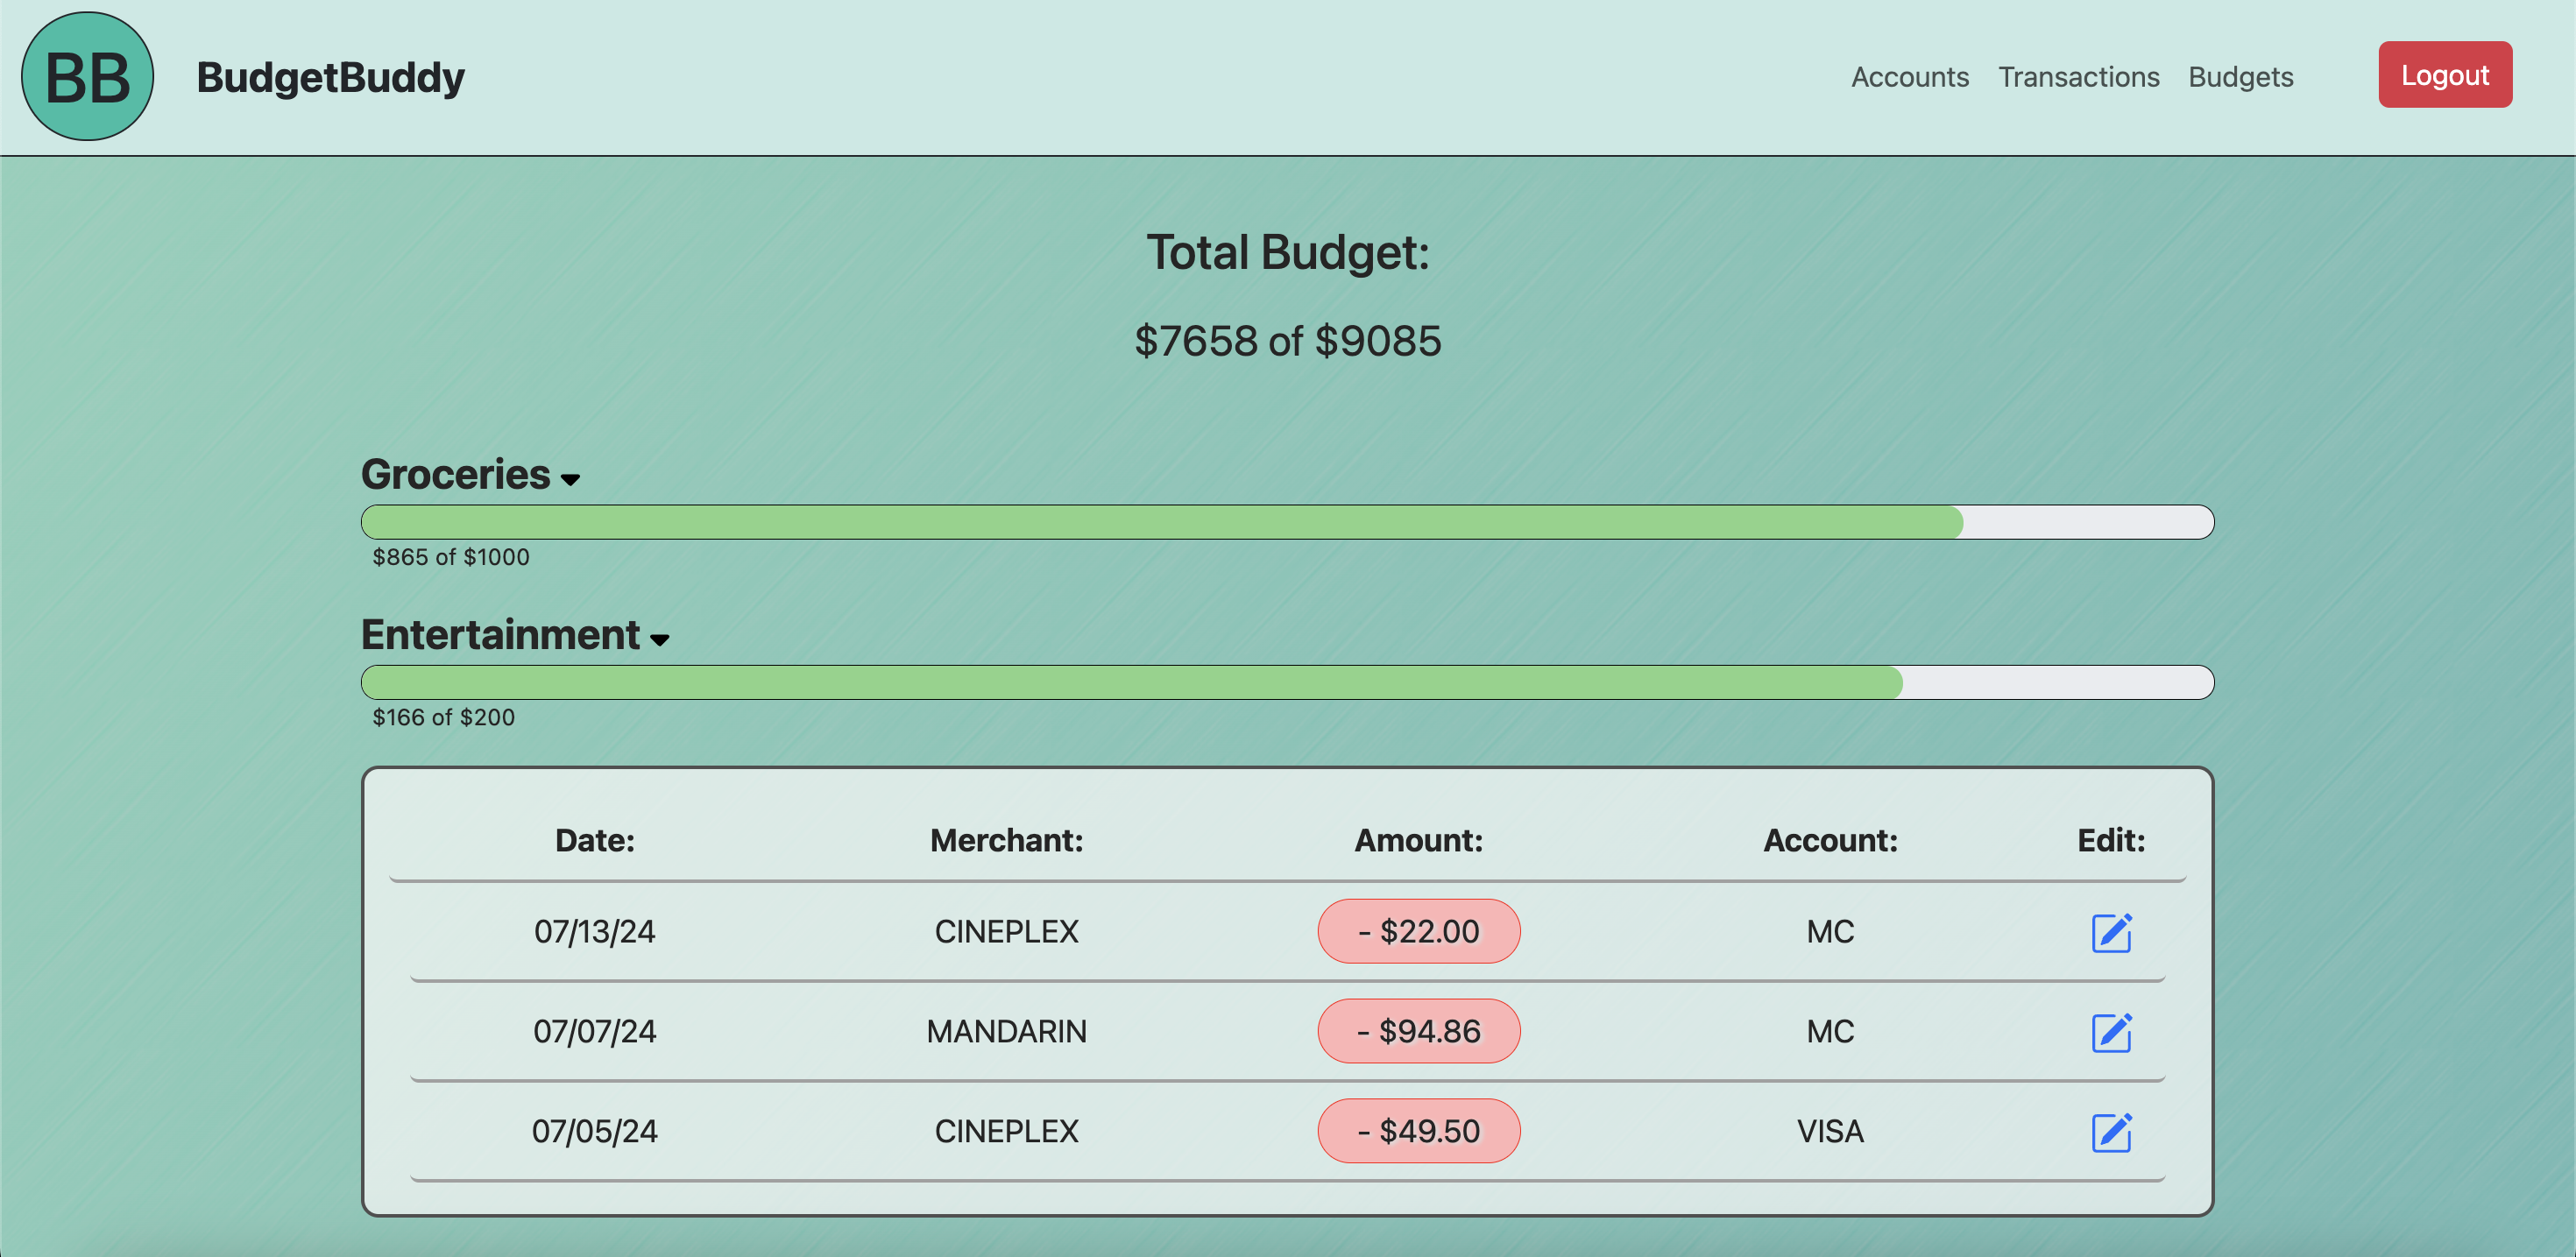 BB BudgetBuddy Accounts Transactions Budgets Logout
Total Budget:
$7658 of $9085
Groceries
$865 of $1000
Entertainment
$166 of $200
Date: Merchant: Amount: Account: Edit:
07/13/24 CINEPLEX - $22.00 MC
07/07/24 MANDARIN - $94.86 MC
07/05/24 CINEPLEX - $49.50 VISA